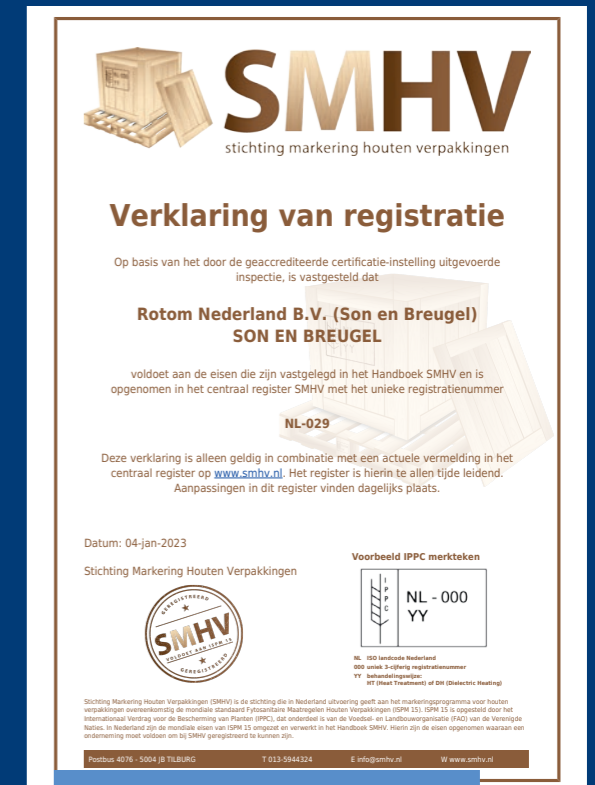 SMHV
stichting markering houten verpakkingen
Verklaring van registratie
Op basis van het door de geaccrediteerde certificatie-instelling uitgevoerde
inspectie, is vastgesteld dat
Rotom Nederland B.V. (Son en Breugel)
SON EN BREUGEL
voldoet aan de eisen die zijn vastgelegd in het Handboek SMHV en is
opgenomen in het centraal register SMHV met het unieke registratienummer
NL-029
Deze verklaring is alleen geldig in combinatie met een actuele vermelding in het
centraal register op www.smhv.nl. Het register is hierin te allen tijde leidend.
Aanpassingen in dit register vinden dagelijks plaats.
Datum: 04-jan-2023
Stichting Markering Houten Verpakkingen
GEREGISTREERD
SMHV
VOLDOET AAN ISPM 15
GEREGISTREERD
Voorbeeld IPPC merkteken
IPPC
NL - 000
YY
NL ISO landcode Nederland
000 uniek 3-cijferig registratienummer
YY behandelingswijze:
HT (Heat Treatment) of DH (Dielectric Heating)
Stichting Markering Houten Verpakkingen (SMHV) is de stichting die in Nederland uitvoering geeft aan het markeringsprogramma voor houten
verpakkingen overeenkomstig de mondiale standaard Fytosanitaire Maatregelen Houten Verpakkingen (ISPM 15). ISPM 15 is opgesteld door het
Internationaal Verdrag voor de Bescherming van Planten (IPPC), dat onderdeel is van de Voedsel- en Landbouworganisatie (FAO) van de Verenigde
Naties. In Nederland zijn de mondiale eisen van ISPM 15 omgezet en verwerkt in het Handboek SMHV. Hierin zijn de eisen opgenomen waaraan een
onderneming moet voldoen om bij SMHV geregistreerd te kunnen zijn.
Postbus 4076 - 5004 JB TILBURG T 013-5944324 E info@smhv.nl W www.smhv.nl